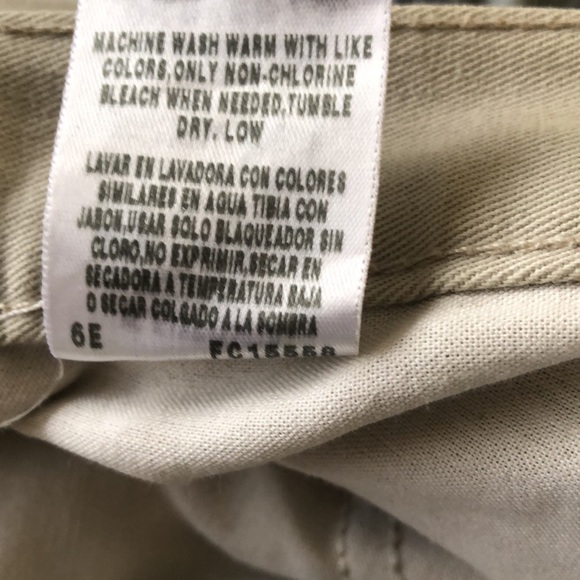 MACHINE WASH WARM WITH LIKE
COLORS,ONLY NON-CHLORINE
BLEACH WHEN NEEDED,TUMBLE
DRY. LOW
LAVAR EN LAVADORA CON COLORES
SIMILARES EN AQUA TIBIA CON
JABON,USAR SOLO BLAQUEADOR SIN
CLORO,NO EXPRIMIR,SECAR EN
SECADORA A TEMPERATURA BAJA
O SECAR COLGADO A LA SOMBRA
6E